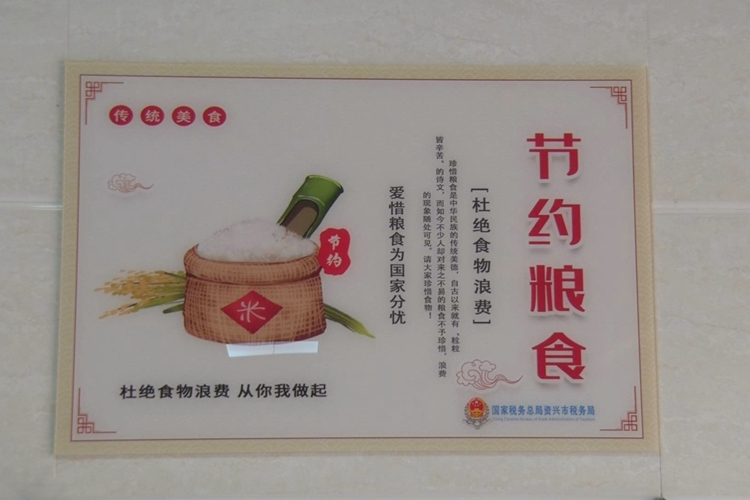 传统美食
节约粮食
[杜绝食物浪费]
珍惜粮食是中华民族的传统美德,自古以来就有“粒粒
皆辛苦”的诗文,而如今不少人却对来之不易的粮食不予珍惜,浪费
的现象随处可见,请大家珍惜食物!
爱惜粮食为国家分忧
节约
米
杜绝食物浪费 从你我做起
国家税务总局资兴市税务局